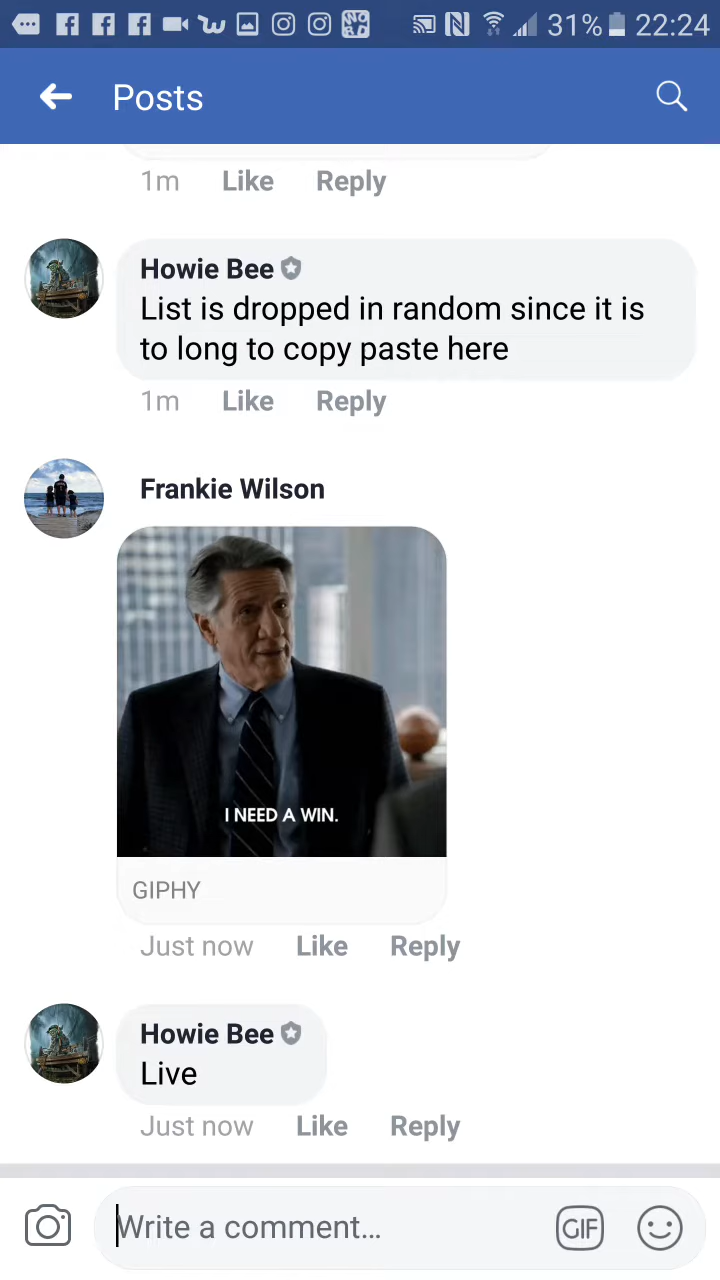 31% 22:24
Posts
1m Like Reply
Howie Bee
List is dropped in random since it is
to long to copy paste here
1m Like Reply
Frankie Wilson
I NEED A WIN.
GIPHY
Just now Like Reply
Howie Bee
Live
Just now Like Reply
Write a comment...
GIF